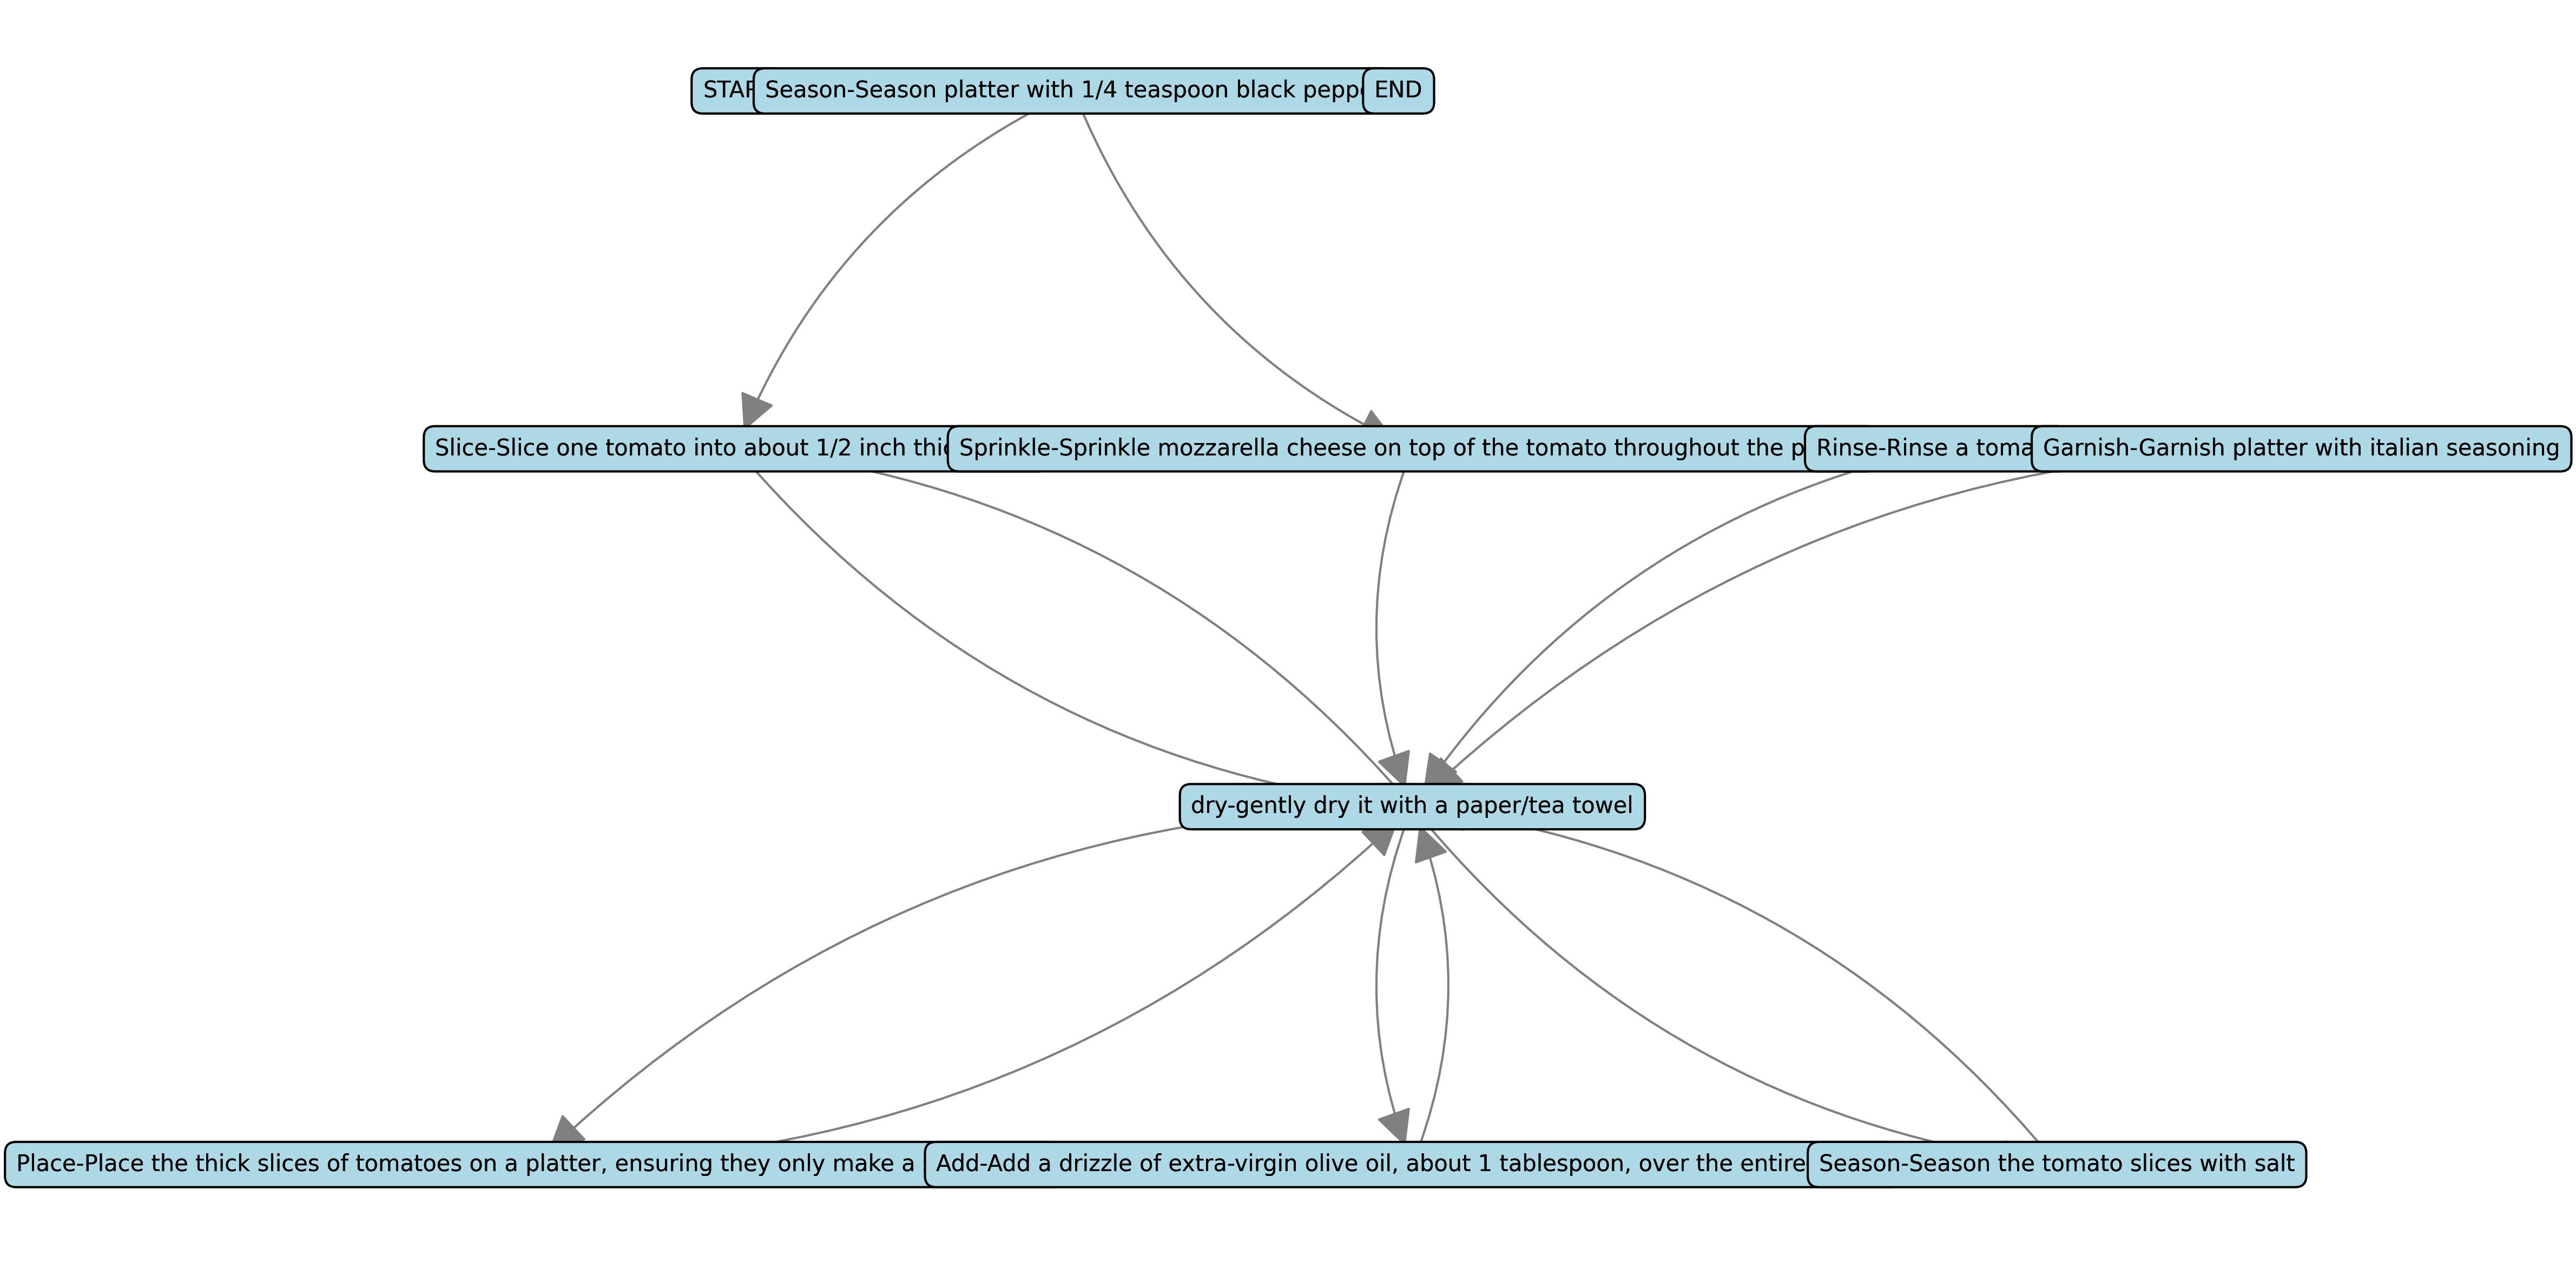 STAR
Season-Season platter with 1/4 teaspoon black peppe
END
Slice-Slice one tomato into about 1/2 inch thic
Sprinkle-Sprinkle mozzarella cheese on top of the tomato throughout the p
Rinse-Rinse a toma
Garnish-Garnish platter with italian seasoning
dry-gently dry it with a paper/tea towel
Place-Place the thick slices of tomatoes on a platter, ensuring they only make a
Add-Add a drizzle of extra-virgin olive oil, about 1 tablespoon, over the entire
Season-Season the tomato slices with salt